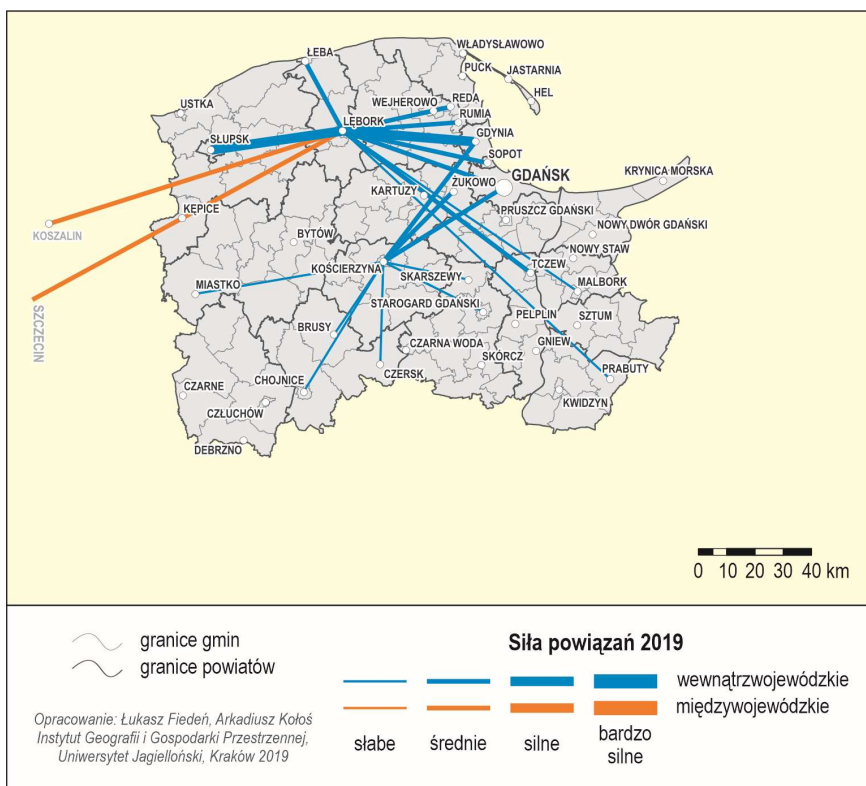 WŁADYSŁAWOWO
ŁEBA
PUCK
JASTARNIA
HEL
USTKA
WEJHEROWO
REDA
RUMIA
LĘBORK
GDYNIA
SŁUPSK
SOPOT
GDAŃSK
KARTUZY
ŻUKOWO
KRYNICA MORSKA
KĘPICE
PRUSZCZ GDAŃSKI
KOSZALIN
NOWY DWÓR GDAŃSKI
BYTÓW
NOWY STAW
KOŚCIERZYNA
TCZEW
SKARSZEWY
MIASTKO
MALBORK
STAROGARD GDAŃSKI
SZCZECIN
PELPLIN
SZTUM
BRUSY
CZARNA WODA
GNIEW
SKÓRCZ
CZERSK
PRABUTY
CHOJNICE
CZARNE
KWIDZYN
CZŁUCHÓW
DEBRZNO
0 10 20 30 40 km
granice gmin
granice powiatów
Siła powiązań 2019
wewnątrzwojewódzkie
międzywojewódzkie
słabe średnie silne bardzo
silne
Opracowanie: Łukasz Fiedeń, Arkadiusz Kołoś
Instytut Geografii i Gospodarki Przestrzennej,
Uniwersytet Jagielloński, Kraków 2019